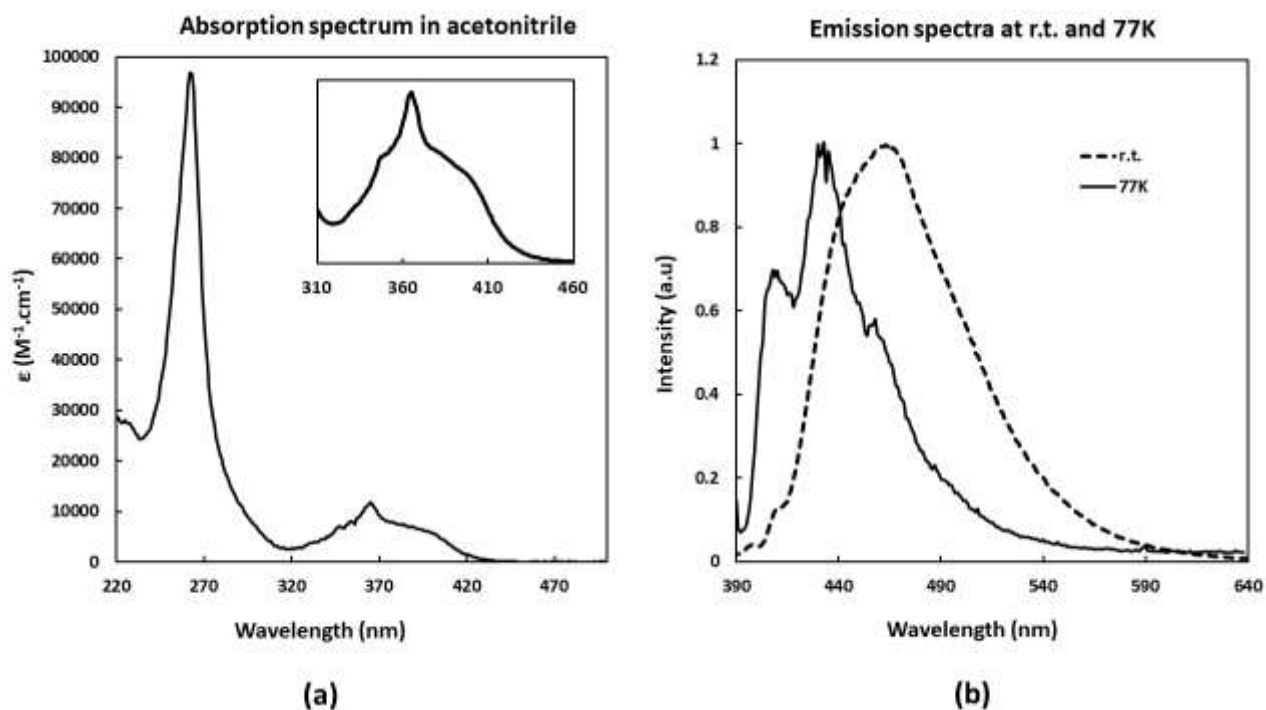 Absorption spectrum in acetonitrile
100000
90000
80000
70000
60000
50000
40000
30000
20000
10000
0
ε (M⁻¹.cm⁻¹)
310 360 410 460
220 270 320 370 420
Wavelength (nm)
(a)
Emission spectra at r.t. and 77K
1.2
1
0.8
0.6
0.4
0.2
0
Intensity (a.u)
r.t.
77K
390 440 490 540 590 640
Wavelength (nm)
(b)